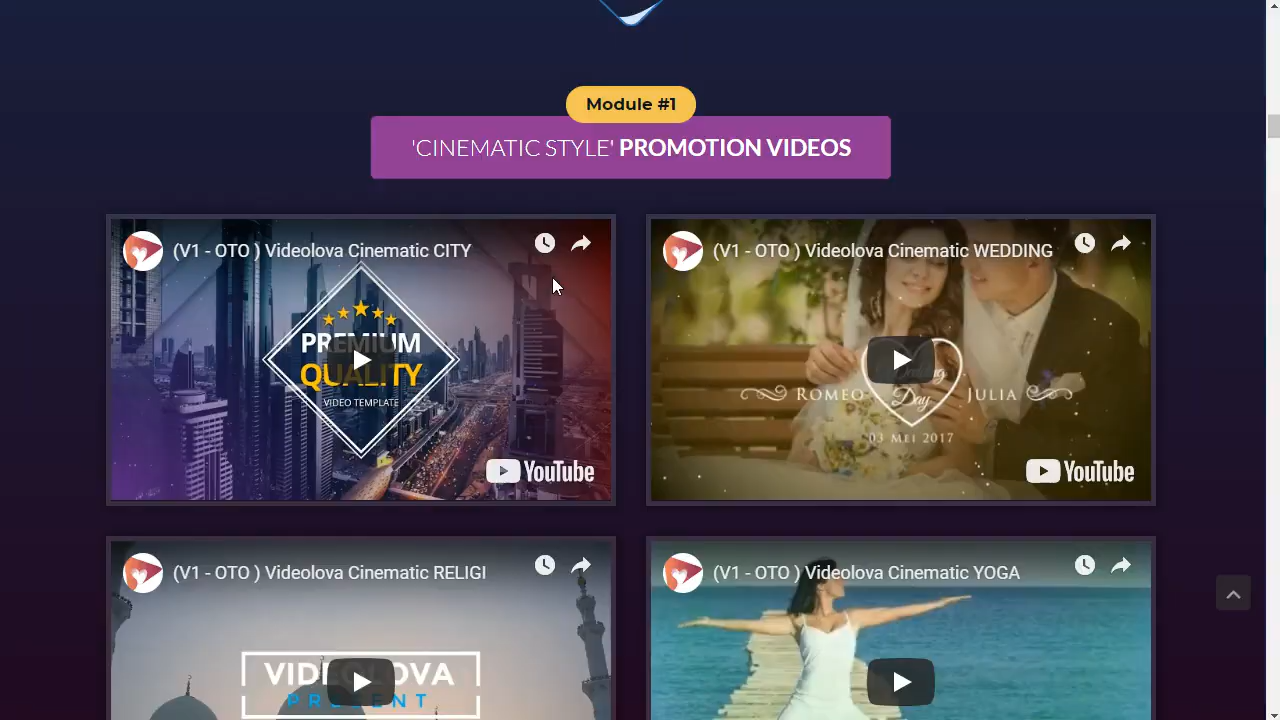 Module #1
'CINEMATIC STYLE' PROMOTION VIDEOS
(V1 - OTO ) Videolova Cinematic CITY
PREMIUM
QUALITY
VIDEO TEMPLATE
YouTube
(V1 - OTO ) Videolova Cinematic WEDDING
Wedding
Day
ROMEO
JULIA
03 MEI 2017
YouTube
(V1 - OTO ) Videolova Cinematic RELIGI
VIDEOLOVA
PRESENT
(V1 - OTO ) Videolova Cinematic YOGA